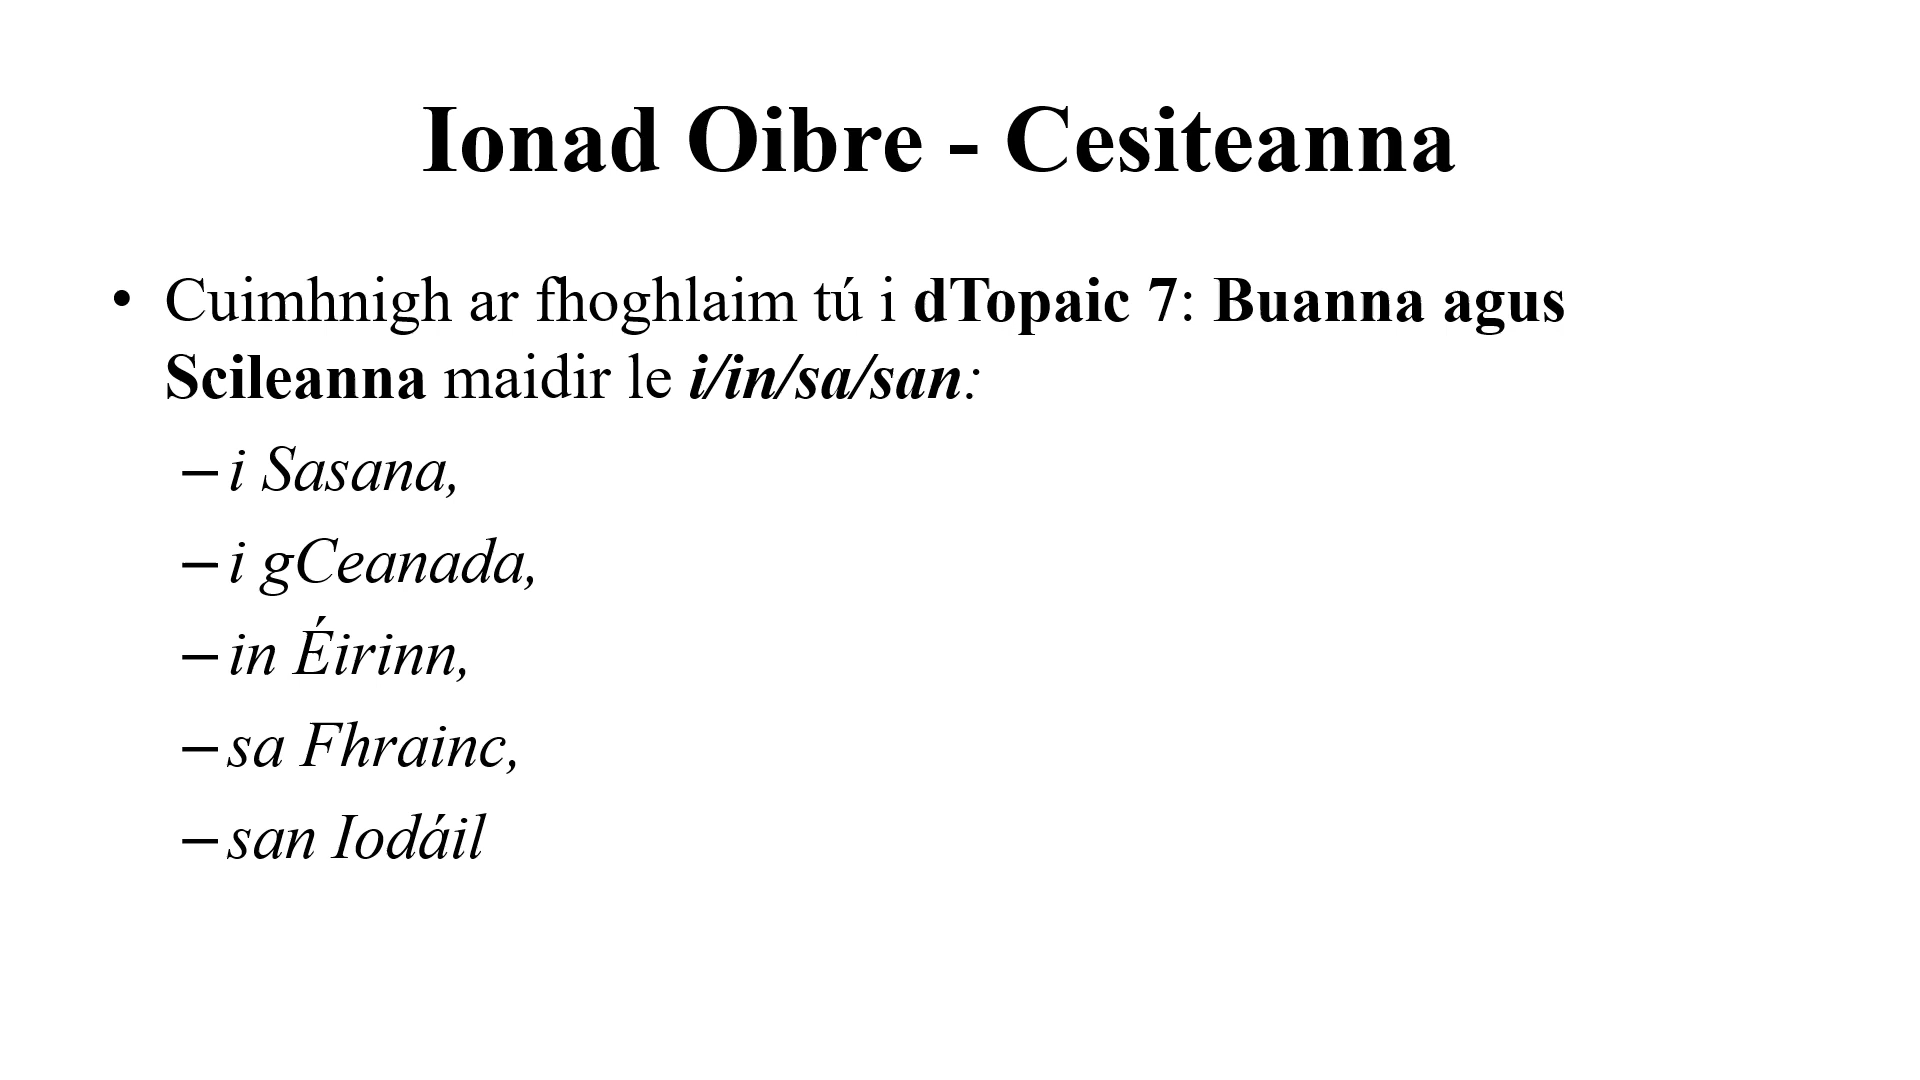 Ionad Oibre - Cesiteanna
• Cuimhnigh ar fhoghlaim tú i dTopaic 7: Buanna agus
Scileanna maidir le i/in/sa/san:
– i Sasana,
– i gCeanada,
– in Éirinn,
– sa Fhrainc,
– san Iodáil